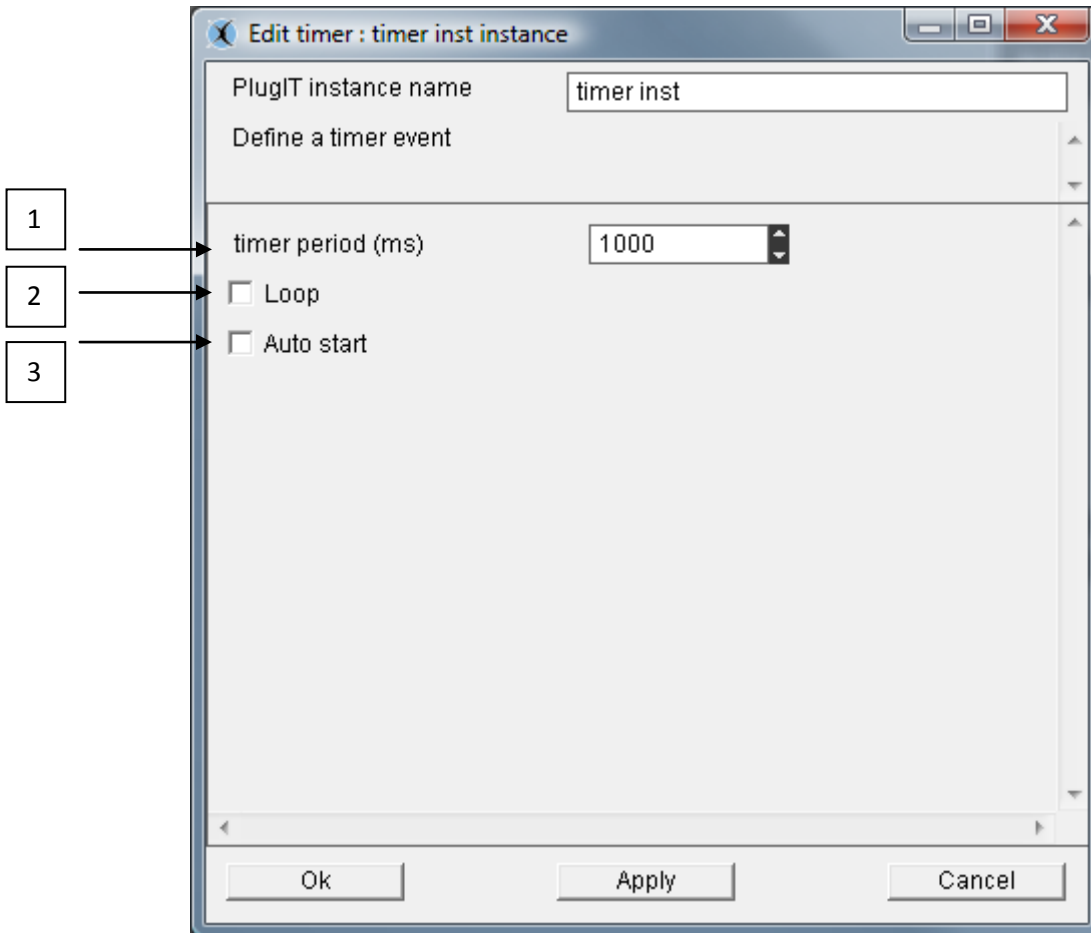 Edit timer : timer inst instance
PlugIT instance name
timer inst
Define a timer event
1
timer period (ms)
1000
2
Loop
3
Auto start
Ok
Apply
Cancel